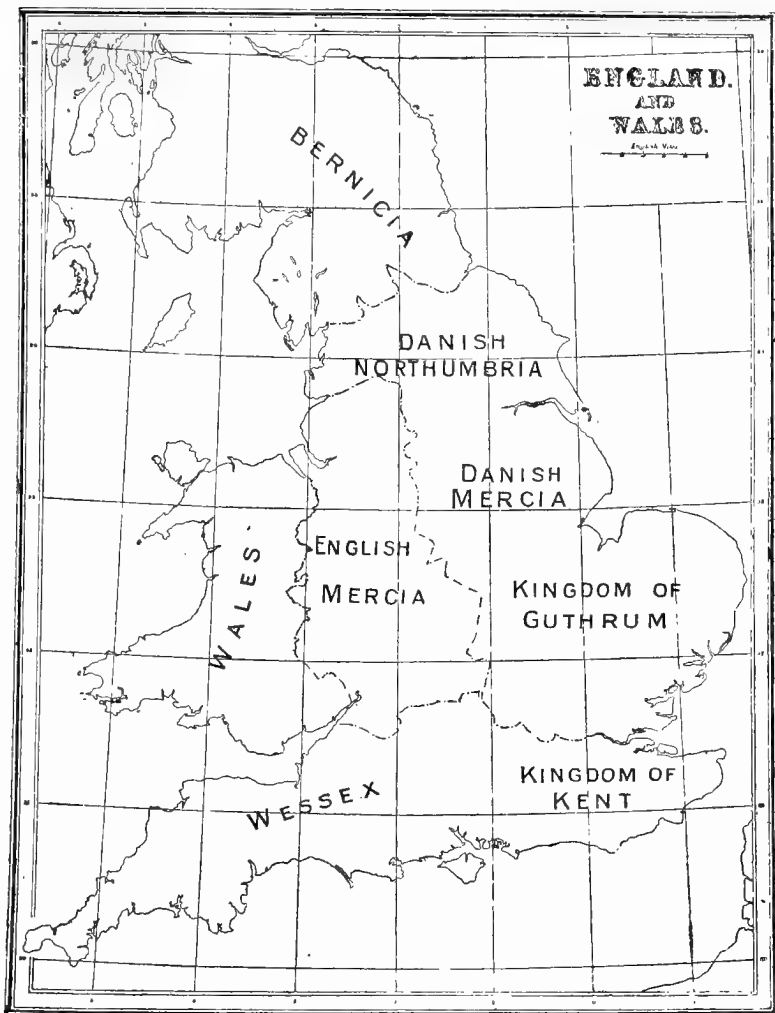 ENGLAND.
AND
WALES.
BERNICIA
DANISH
NORTHUMBRIA
DANISH
MERCIA
ENGLISH
MERCIA
WALES
KINGDOM OF
GUTHRUM
KINGDOM OF
KENT
WESSEX